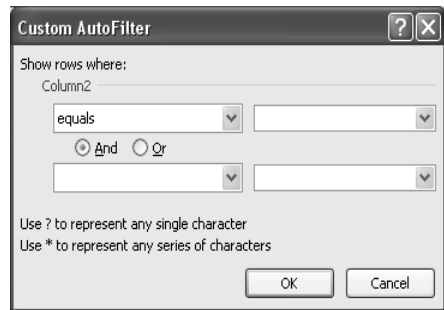 Custom AutoFilter
Show rows where:
Column2
equals
And Or
Use ? to represent any single character
Use * to represent any series of characters
OK Cancel